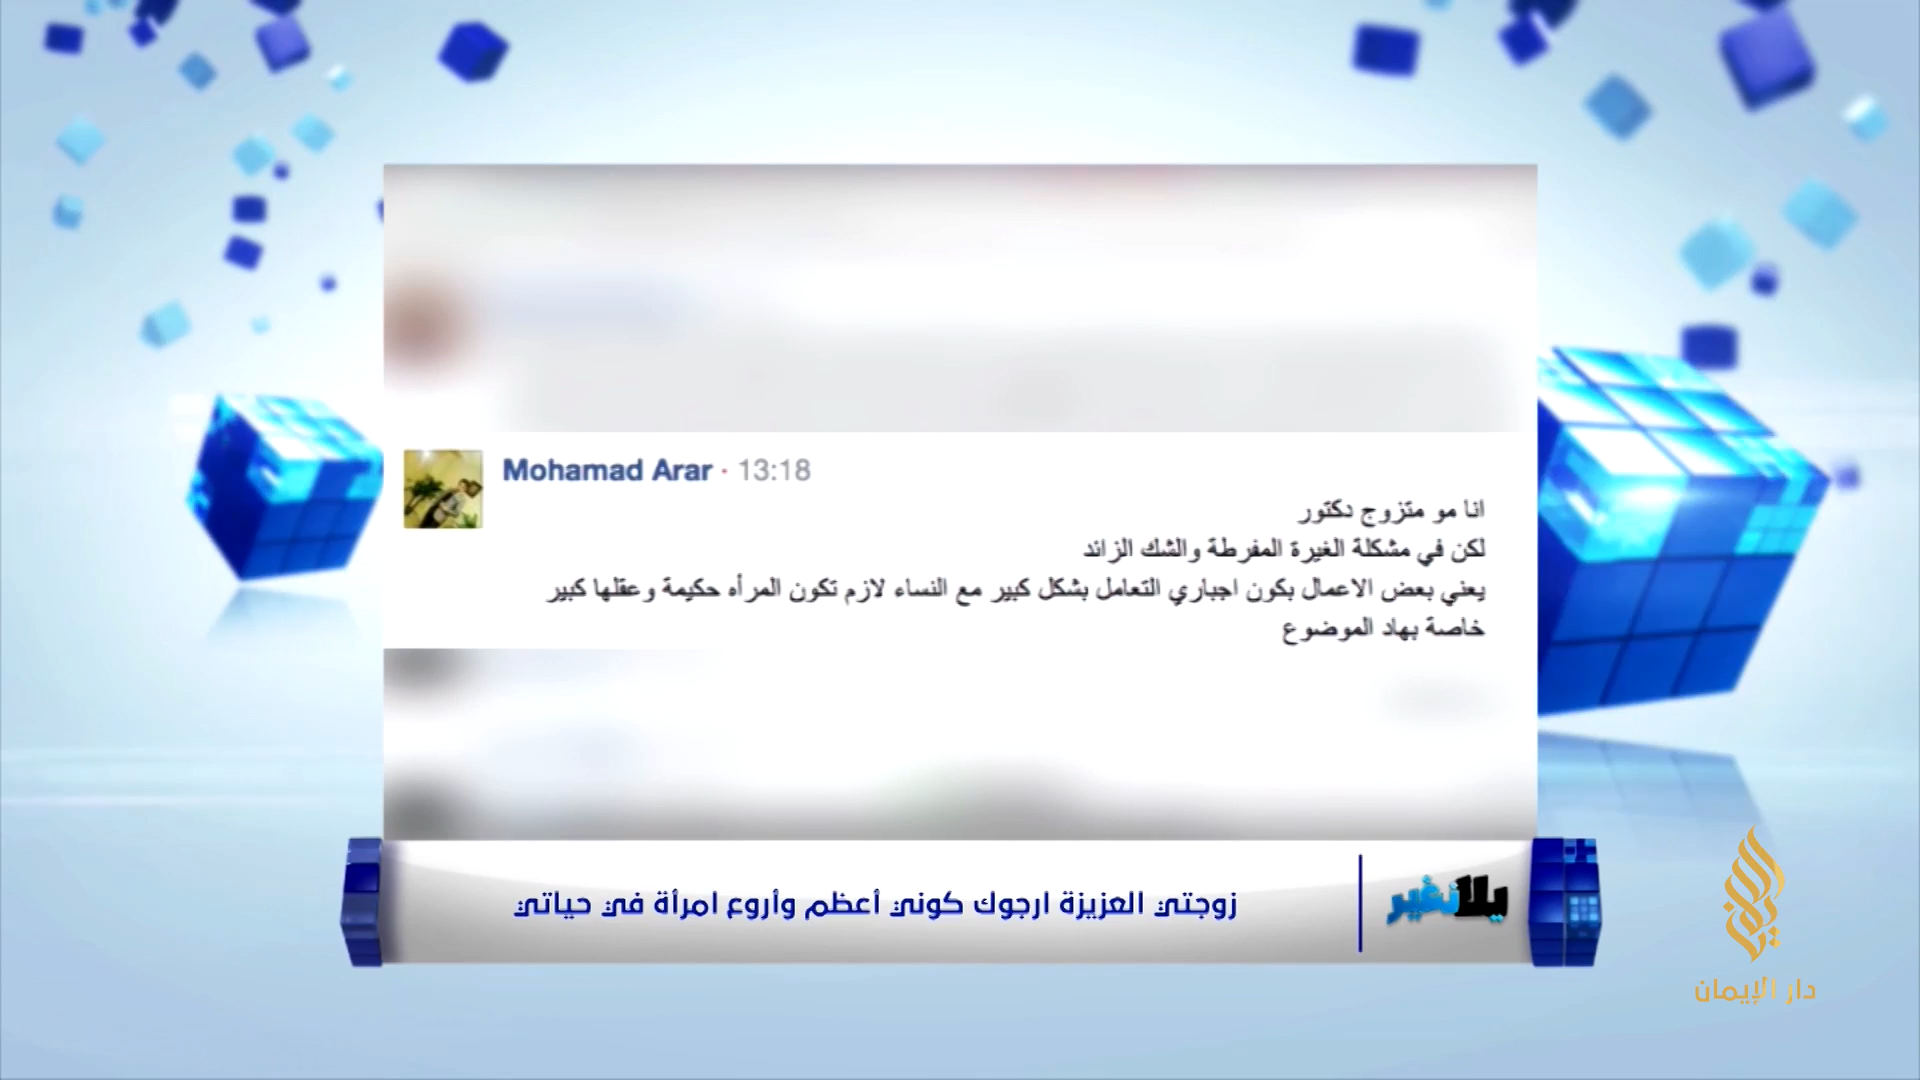 Mohamad Arar · 13:18
انا مو متزوج دكتور
لكن في مشكلة الغيرة المفرطة والشك الزائد
يعني بعض الاعمال بكون اجباري التعامل بشكل كبير مع النساء لازم تكون المرأه حكيمة وعقلها كبير
خاصة بهاد الموضوع
يلا نغير
زوجتي العزيزة ارجوك كوني أعظم وأروع امرأة في حياتي
دار الإيمان